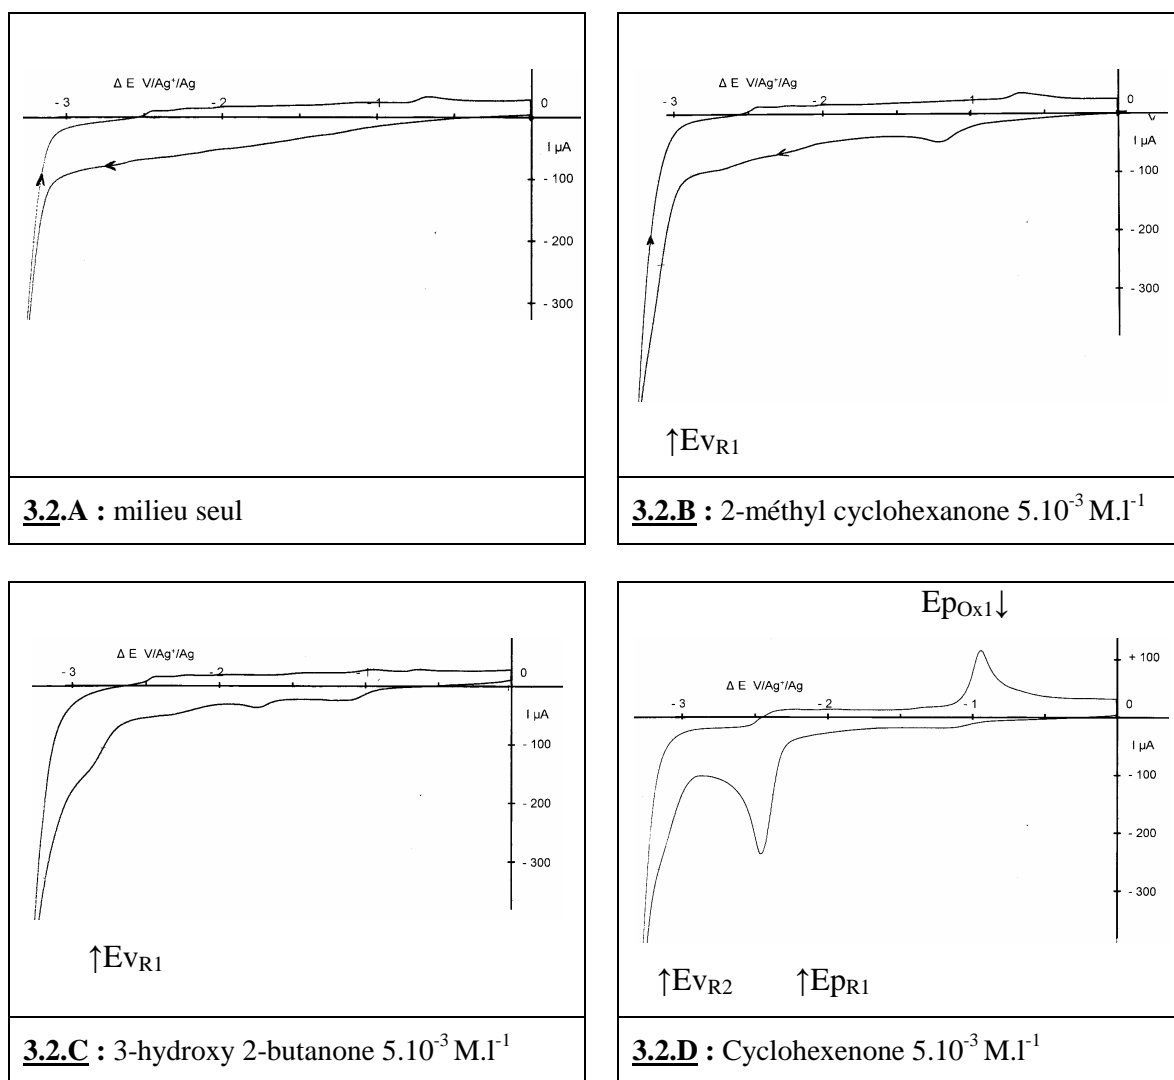 Δ E V/Ag⁺/Ag
- 3
- 2
- 1
0
I µA
- 100
- 200
- 300
3.2.A : milieu seul
Δ E V/Ag⁺/Ag
- 3
- 2
- 1
0
v
I µA
- 100
- 200
- 300
↑EvR1
3.2.B : 2-méthyl cyclohexanone 5.10⁻³ M.l⁻¹
Δ E V/Ag⁺/Ag
- 3
- 2
- 1
0
I µA
- 100
- 200
- 300
↑EvR1
3.2.C : 3-hydroxy 2-butanone 5.10⁻³ M.l⁻¹
EpOx1↓
+ 100
Δ E V/Ag⁺/Ag
- 3
- 2
- 1
0
I µA
- 100
- 200
- 300
↑EvR2 ↑EpR1
3.2.D : Cyclohexenone 5.10⁻³ M.l⁻¹